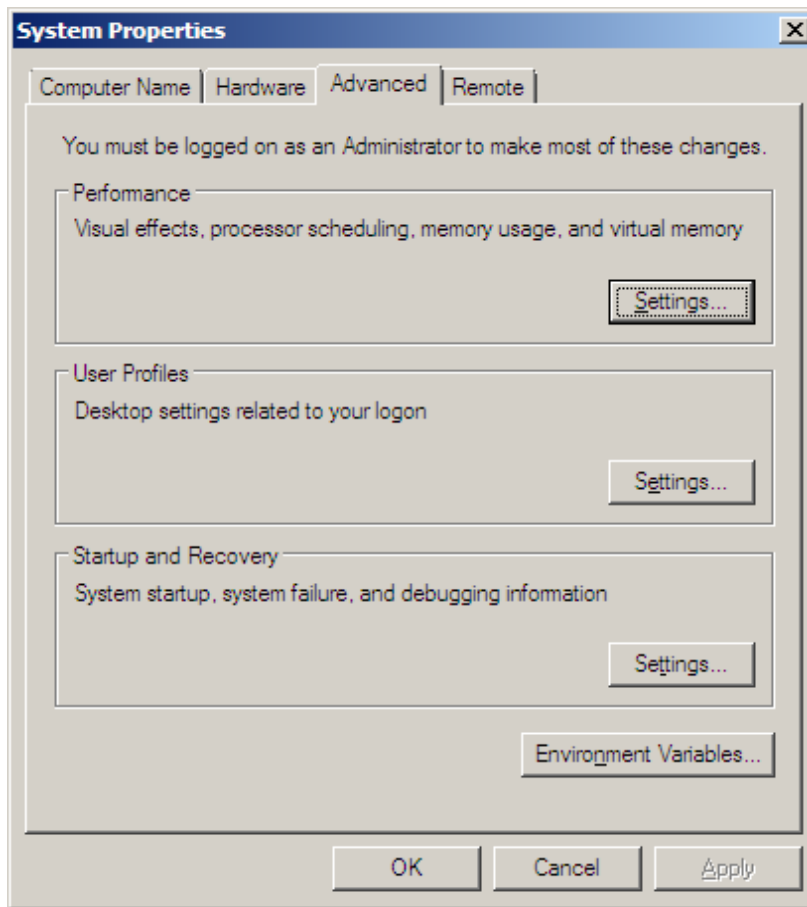 System Properties
Computer Name Hardware Advanced Remote
You must be logged on as an Administrator to make most of these changes.
Performance
Visual effects, processor scheduling, memory usage, and virtual memory
Settings...
User Profiles
Desktop settings related to your logon
Settings...
Startup and Recovery
System startup, system failure, and debugging information
Settings...
Environment Variables...
OK Cancel Apply